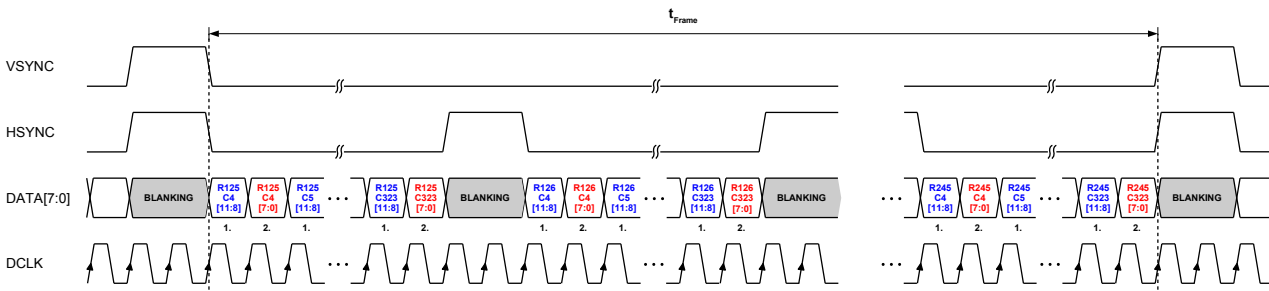 tFrame
VSYNC
HSYNC
DATA[7:0]
BLANKING
R125 C4 [11:8]
R125 C4 [7:0]
R125 C5 [11:8]
...
R125 C323 [11:8]
R125 C323 [7:0]
BLANKING
R126 C4 [11:8]
R126 C4 [7:0]
R126 C5 [11:8]
...
R126 C323 [11:8]
R126 C323 [7:0]
BLANKING
...
R245 C4 [11:8]
R245 C4 [7:0]
R245 C5 [11:8]
...
R245 C323 [11:8]
R245 C323 [7:0]
BLANKING
1. 2. 1. 1. 2. 1. 2. 1. 1. 2. 1. 2. 1. 1. 2.
DCLK ... ... ... ...